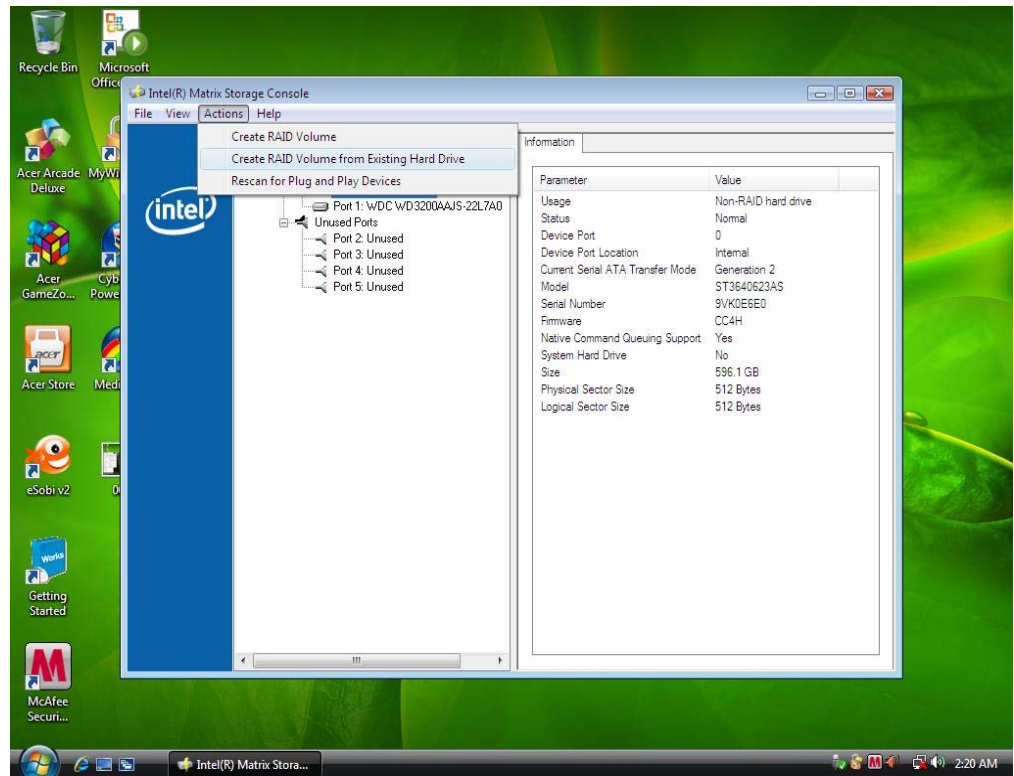 Recycle Bin
Microsoft
Office
Intel(R) Matrix Storage Console
File View Actions Help
Create RAID Volume
Create RAID Volume from Existing Hard Drive
Rescan for Plug and Play Devices
intel
Port 1: WDC WD3200AAJS-22L7A0
Unused Ports
Port 2: Unused
Port 3: Unused
Port 4: Unused
Port 5: Unused
Information
Parameter Value
Usage Non-RAID hard drive
Status Normal
Device Port 0
Device Port Location Internal
Current Serial ATA Transfer Mode Generation 2
Model ST3640623AS
Serial Number 9VK0E6E0
Firmware CC4H
Native Command Queuing Support Yes
System Hard Drive No
Size 596.1 GB
Physical Sector Size 512 Bytes
Logical Sector Size 512 Bytes
Acer Arcade
Deluxe
MyWi
Acer
GameZo...
Cyb
Powe
acer
Acer Store
Medi
eSobi v2
Works
Getting
Started
McAfee
Securi...
Intel(R) Matrix Stora...
2:20 AM